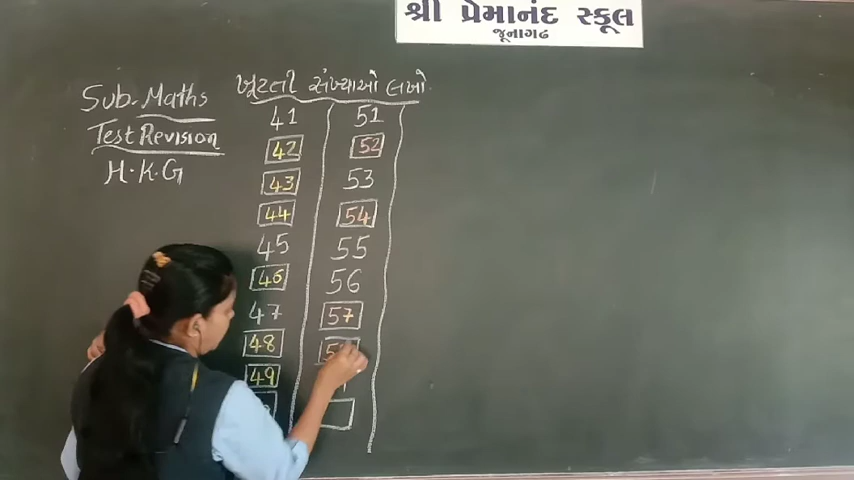 શ્રી પ્રેમાનંદ સ્કૂલ
જૂનાગઢ
Sub. Maths
Test Revision
H.K.G
ખૂટતી સંખ્યાઓ લખો.
41 51
42 52
43 53
44 54
45 55
46 56
47 57
48
49